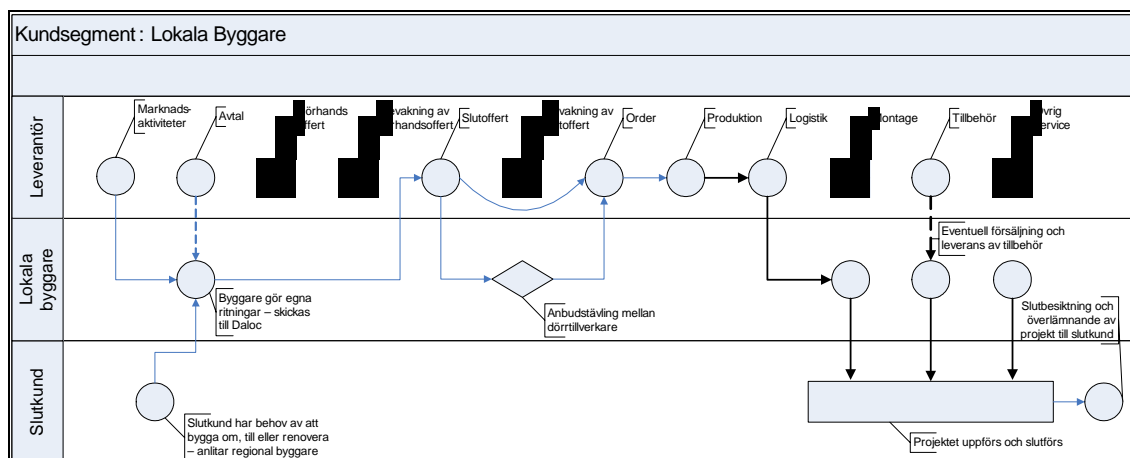 Kundsegment: Lokala Byggare
Leverantör
Marknads-
aktiviteter
Avtal
Slutoffert
Order
Produktion
Logistik
Tillbehör
Lokala
byggare
Byggare gör egna
ritningar – skickas
till Daloc
Anbudstävling mellan
dörrtillverkare
Eventuell försäljning och
leverans av tillbehör
Slutbesiktning och
överlämnande av
projekt till slutkund
Slutkund
Slutkund har behov av att
bygga om, till eller renovera
– anlitar regional byggare
Projektet uppförs och slutförs